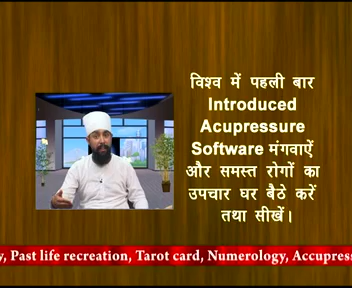 विश्व में पहली बार
Introduced
Acupressure
Software मंगवाऐं
और समस्त रोगों का
उपचार घर बैठे करें
तथा सीखें।
Past life recreation, Tarot card, Numerology,